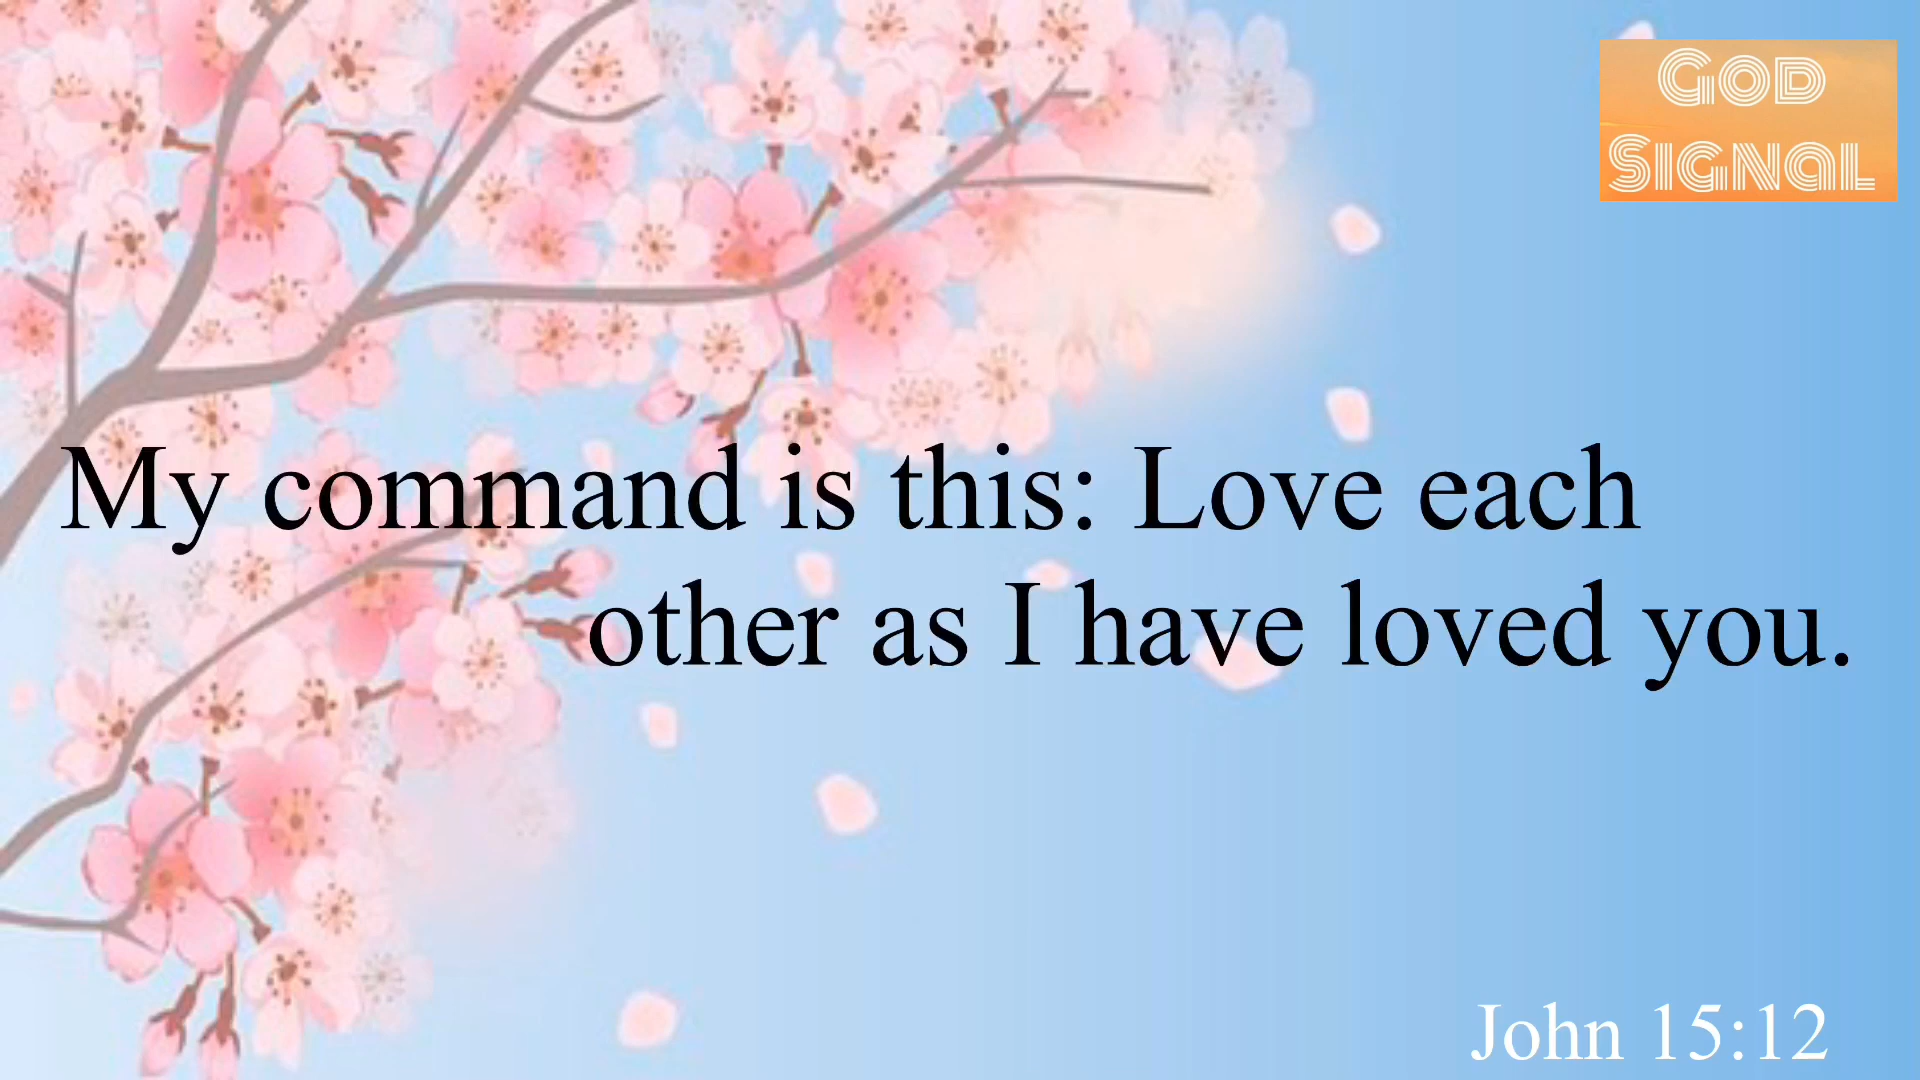 God
Signal
My command is this: Love each
other as I have loved you.
John 15:12